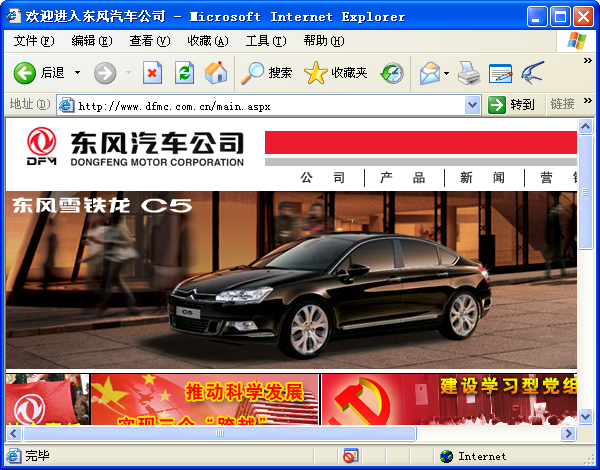 欢迎进入东风汽车公司 - Microsoft Internet Explorer
文件(F) 编辑(E) 查看(V) 收藏(A) 工具(T) 帮助(H)
后退 搜索 收藏夹
地址(D) http://www.dfmc.com.cn/main.aspx 转到 链接
DFM 东风汽车公司
DONGFENG MOTOR CORPORATION
公 司 产 品 新 闻 营
东风雪铁龙 C5
C5
推动科学发展
建设学习型党组
实现三个“跨越”
完毕 Internet